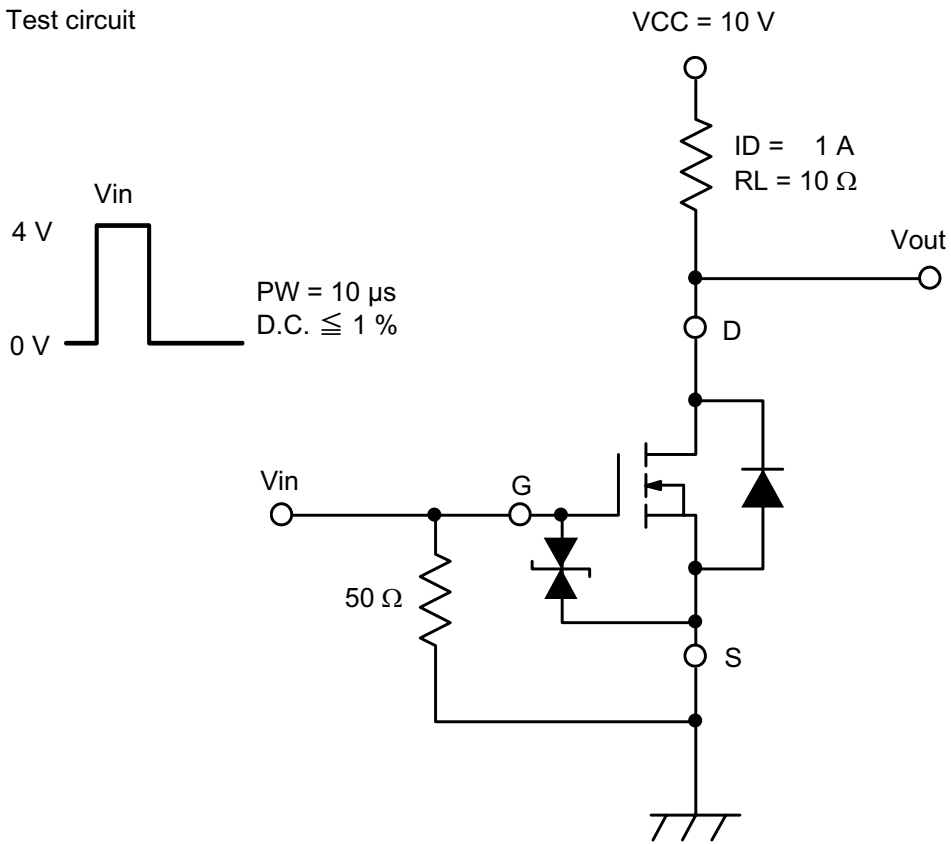 Test circuit
VCC = 10 V
ID = 1 A
RL = 10 Ω
Vin
4 V
Vout
PW = 10 µs
D.C. ≦ 1 %
0 V
D
Vin
G
50 Ω
S